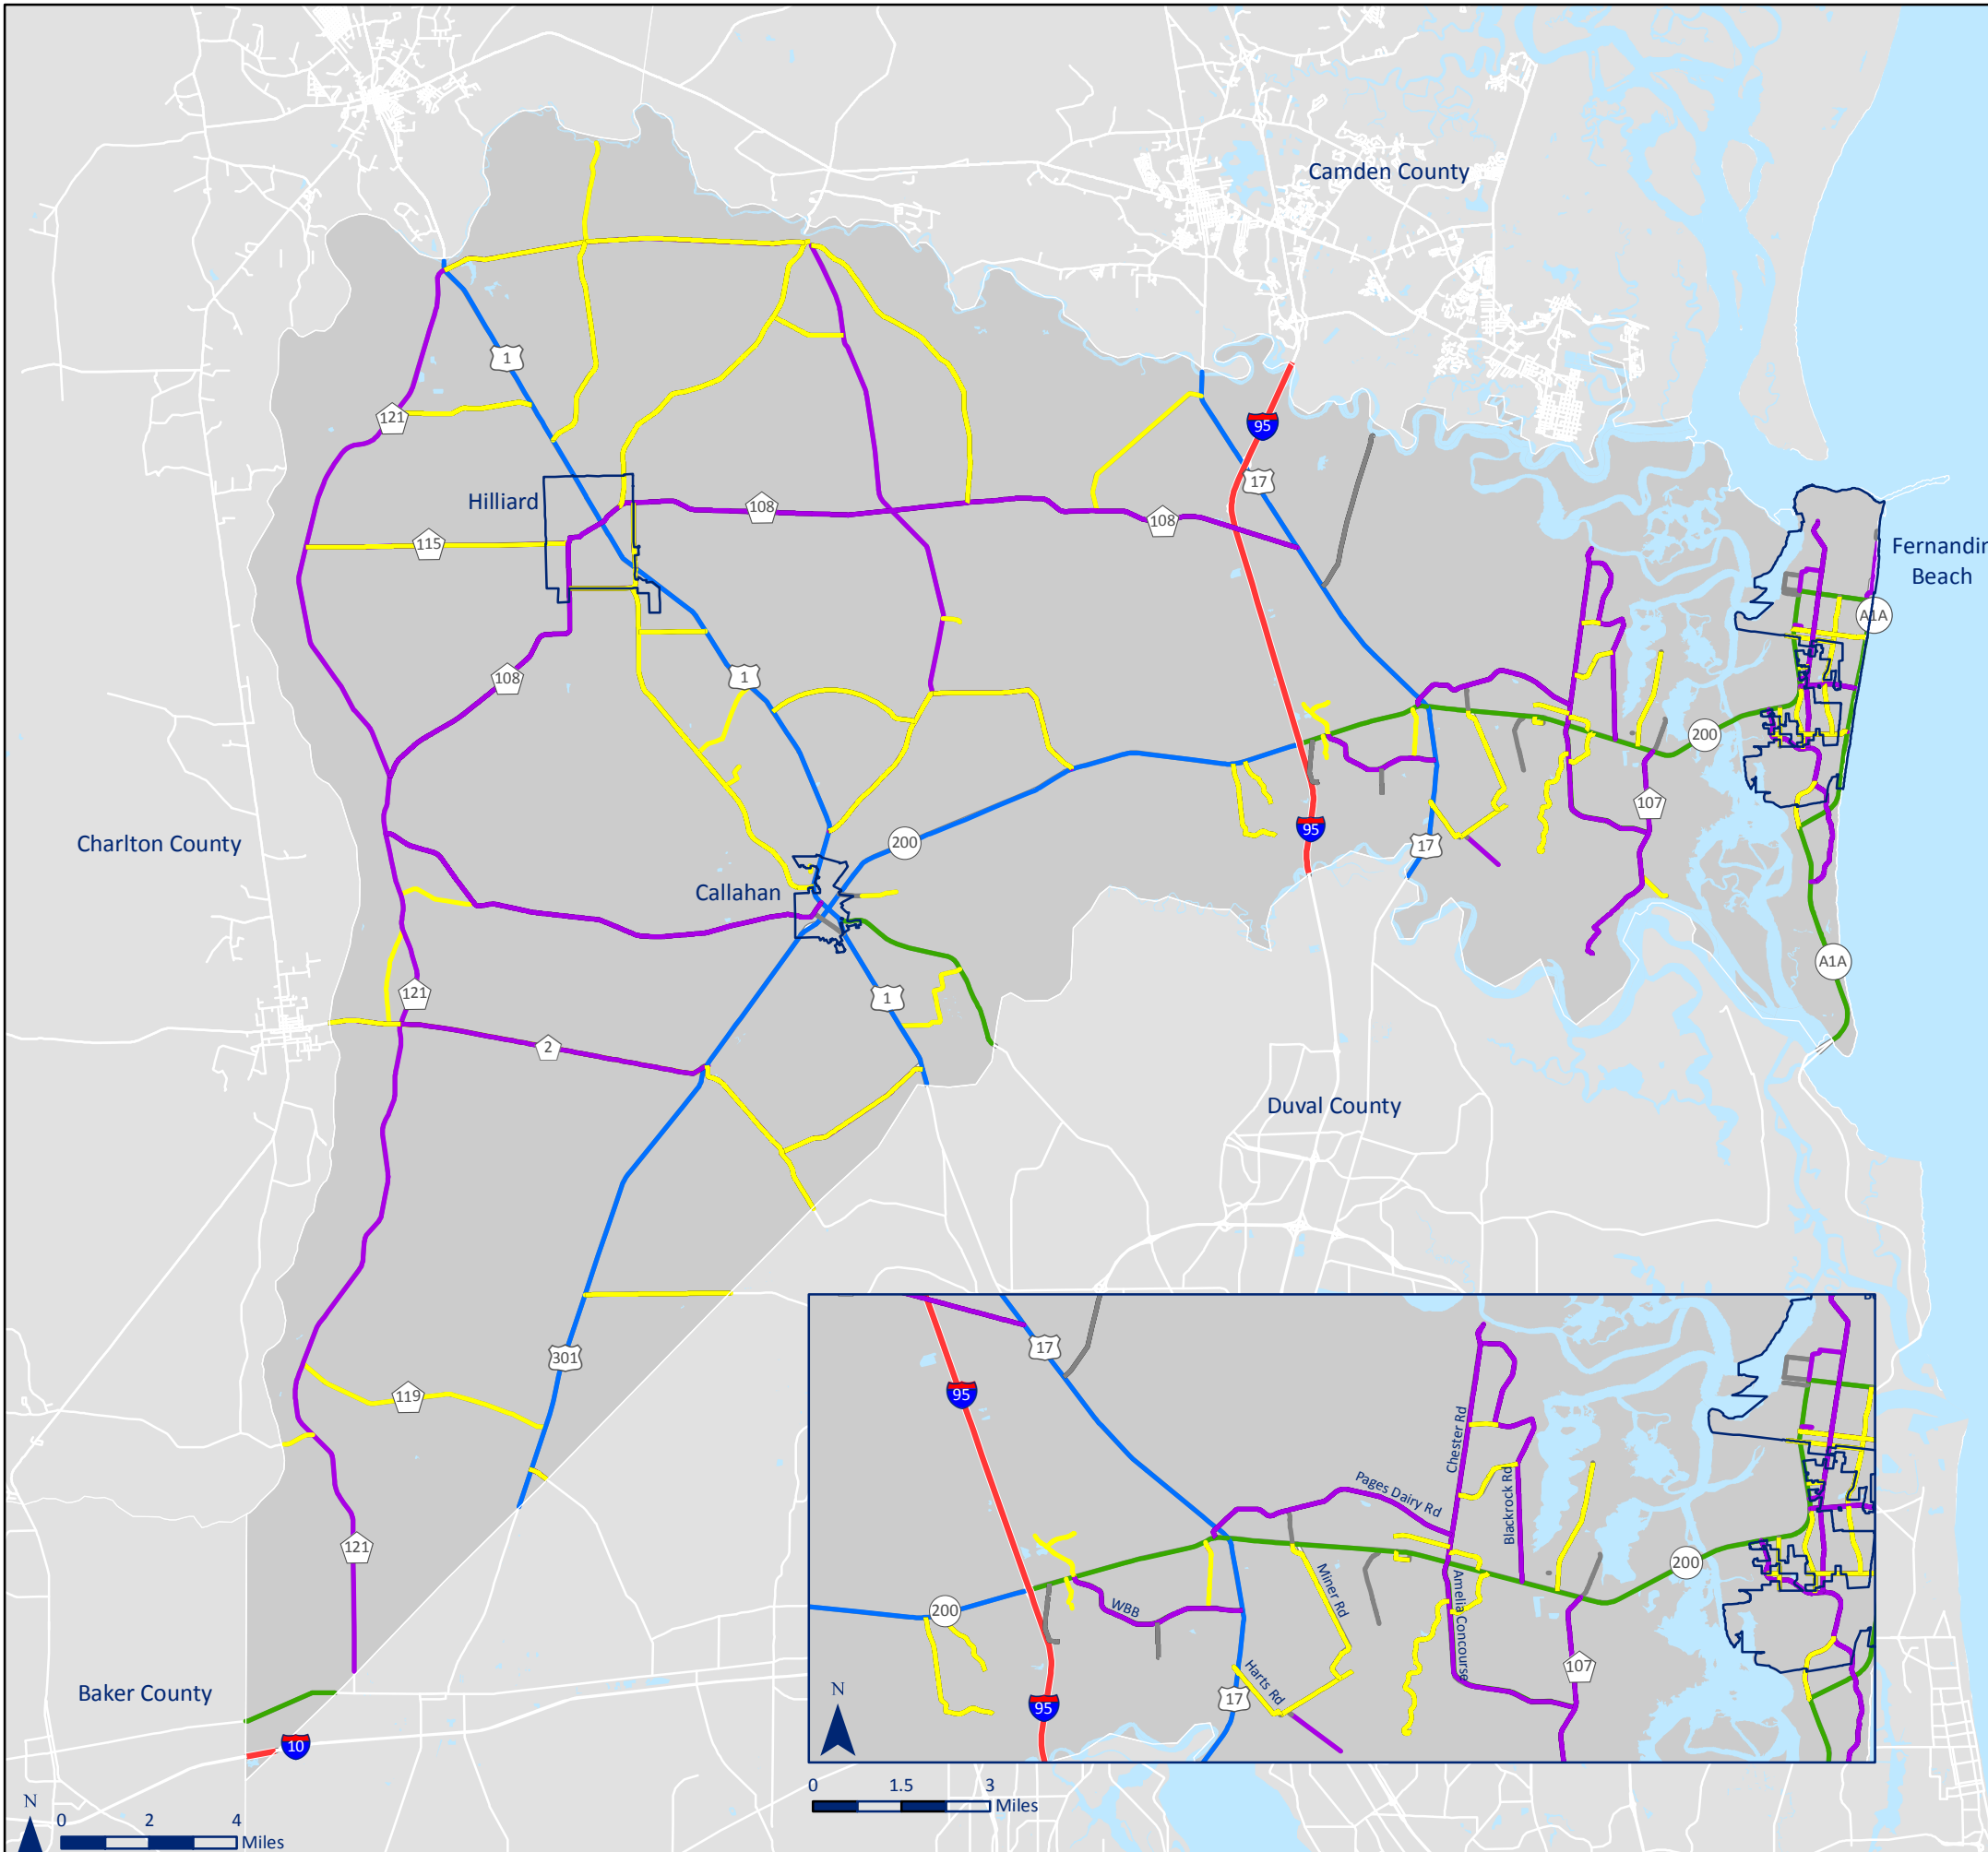 Camden County
1
95
121
17
Hilliard
108
108
115
Fernandin
Beach
A1A
108
1
200
107
95
200
17
Charlton County
Callahan
A1A
121
1
2
Duval County
301
119
121
Baker County
10
N
0 2 4
Miles
17
95
Chester Rd
Pages Dairy Rd
Blackrock Rd
200
Miner Rd
Amelia Concourse
200
WBB
Harts Rd
107
17
95
N
0 1.5 3
Miles